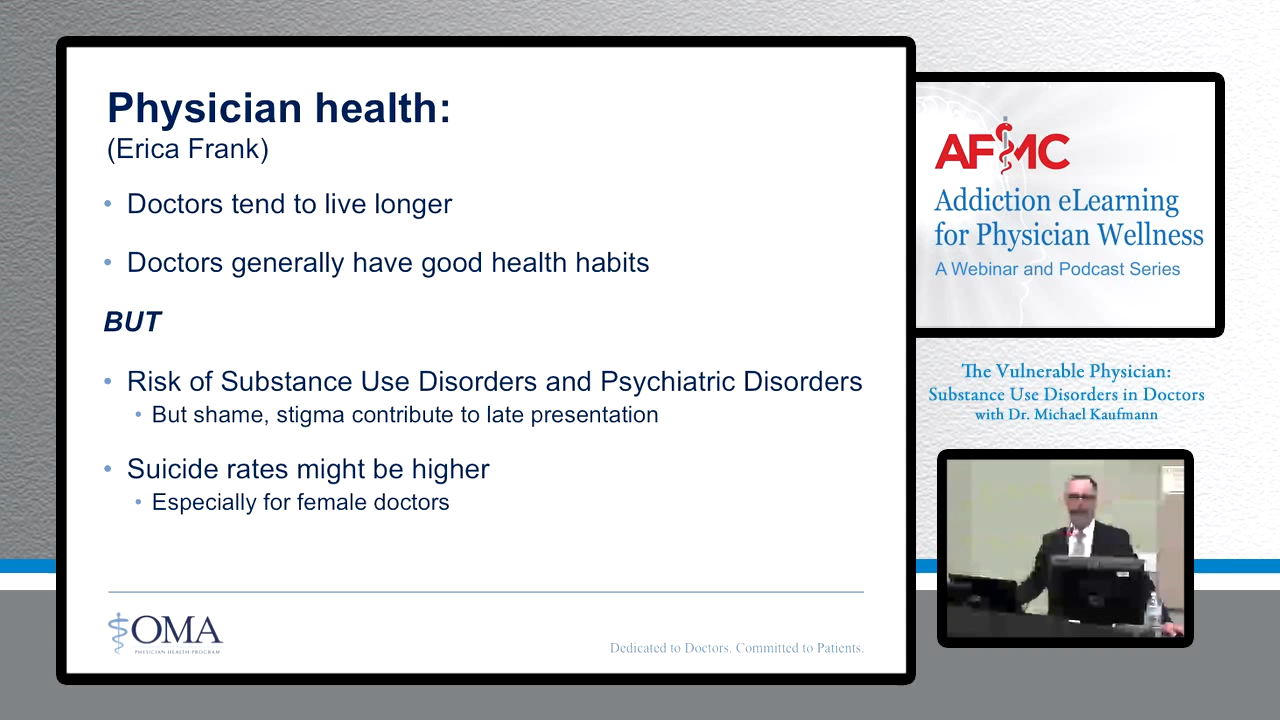 Physician health:
(Erica Frank)
• Doctors tend to live longer
• Doctors generally have good health habits
BUT
• Risk of Substance Use Disorders and Psychiatric Disorders
• But shame, stigma contribute to late presentation
• Suicide rates might be higher
• Especially for female doctors
OMA
PHYSICIAN HEALTH PROGRAM
Dedicated to Doctors. Committed to Patients.
AFMC
Addiction eLearning
for Physician Wellness
A Webinar and Podcast Series
The Vulnerable Physician:
Substance Use Disorders in Doctors
with Dr. Michael Kaufmann